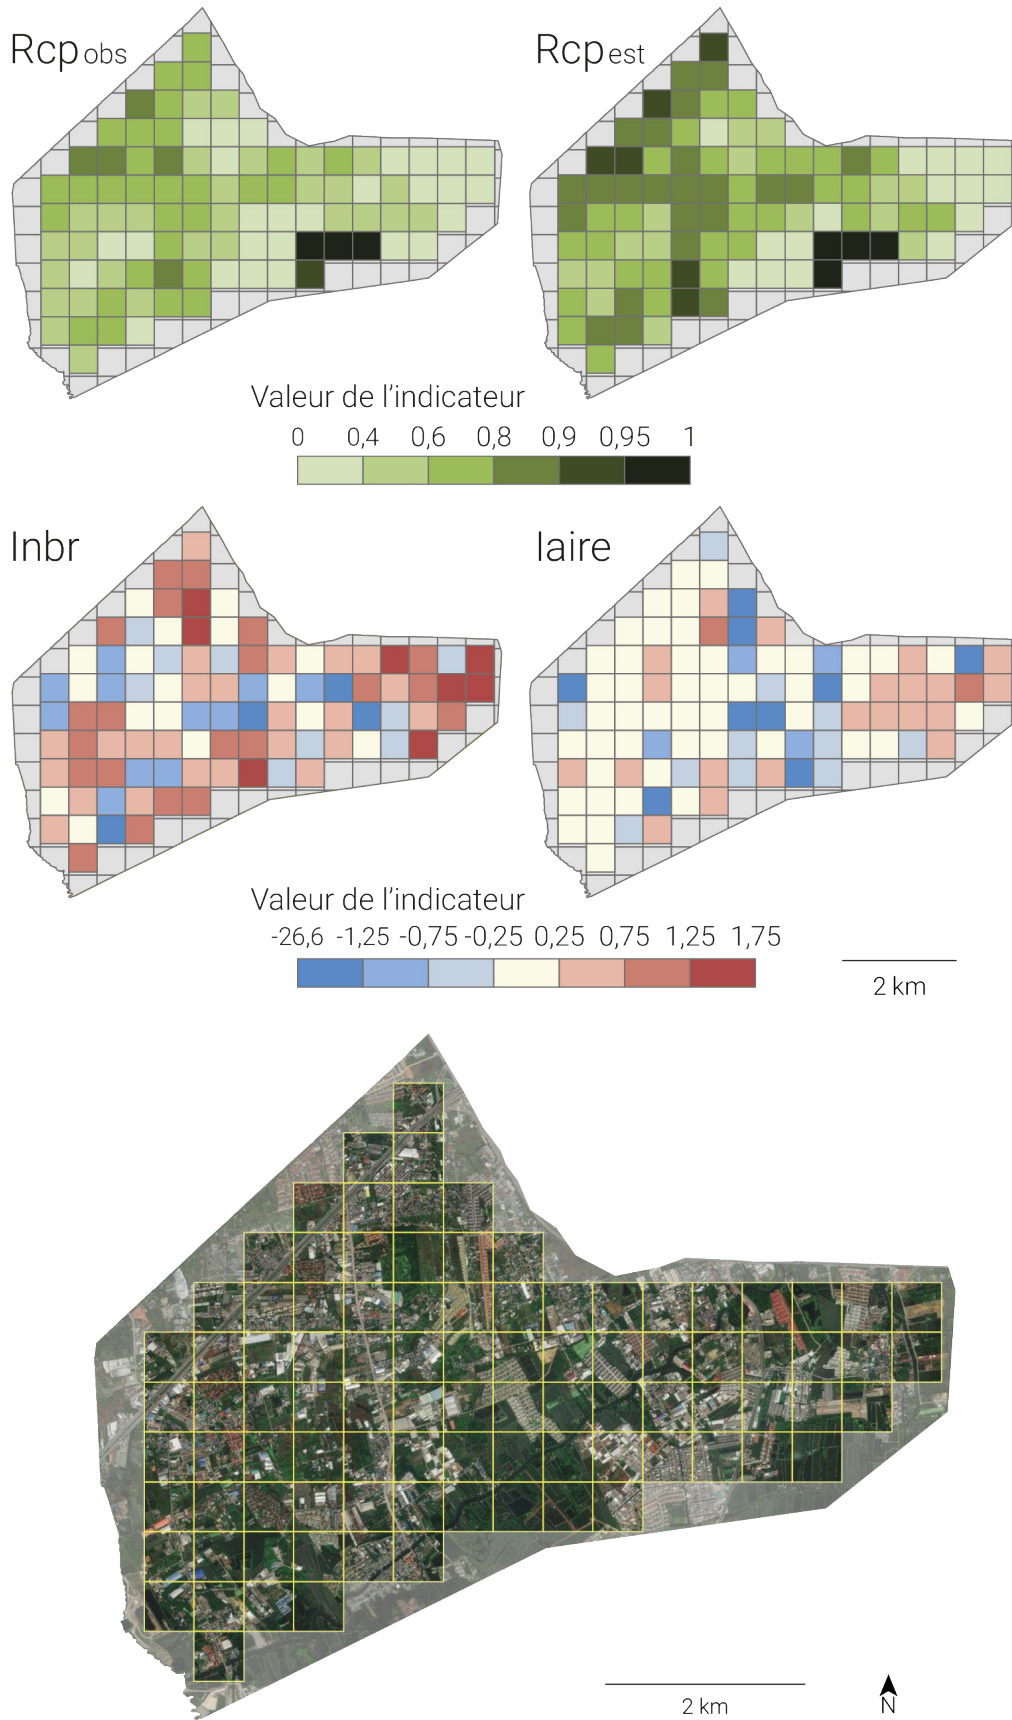 Rcp obs
Rcp est
Valeur de l'indicateur
0 0,4 0,6 0,8 0,9 0,95 1
Inbr
Iaire
Valeur de l'indicateur
-26,6 -1,25 -0,75 -0,25 0,25 0,75 1,25 1,75
2 km
2 km
N